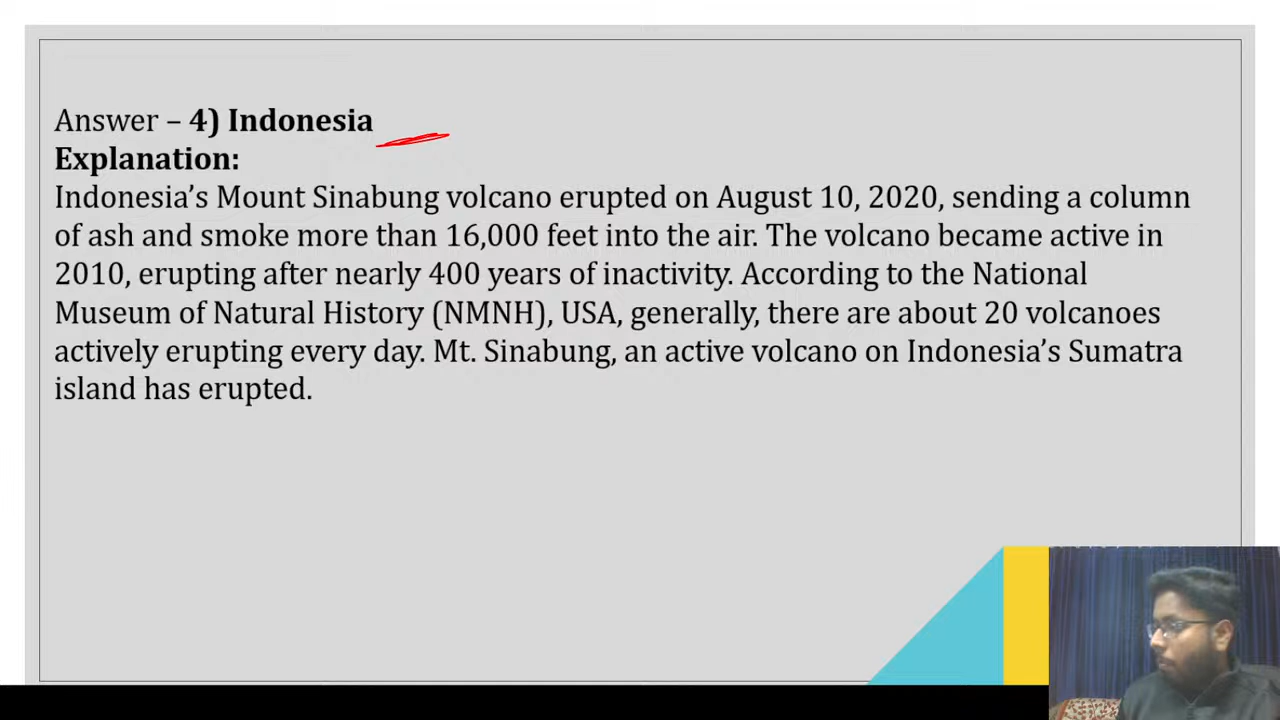 Answer – 4) Indonesia
Explanation:
Indonesia’s Mount Sinabung volcano erupted on August 10, 2020, sending a column
of ash and smoke more than 16,000 feet into the air. The volcano became active in
2010, erupting after nearly 400 years of inactivity. According to the National
Museum of Natural History (NMNH), USA, generally, there are about 20 volcanoes
actively erupting every day. Mt. Sinabung, an active volcano on Indonesia’s Sumatra
island has erupted.